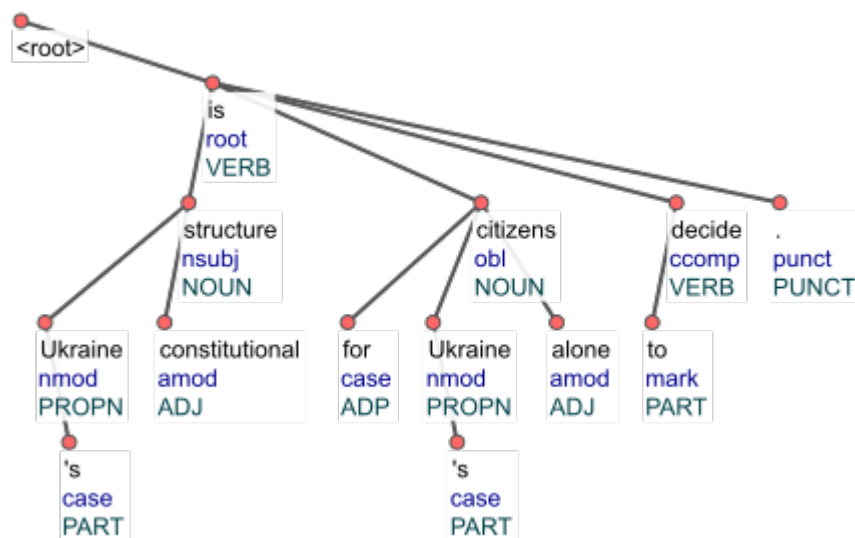 <root>
is
root
VERB
structure
nsubj
NOUN
citizens
obl
NOUN
decide
ccomp
VERB
.
punct
PUNCT
Ukraine
nmod
PROPN
constitutional
amod
ADJ
for
case
ADP
Ukraine
nmod
PROPN
alone
amod
ADJ
to
mark
PART
's
case
PART
's
case
PART